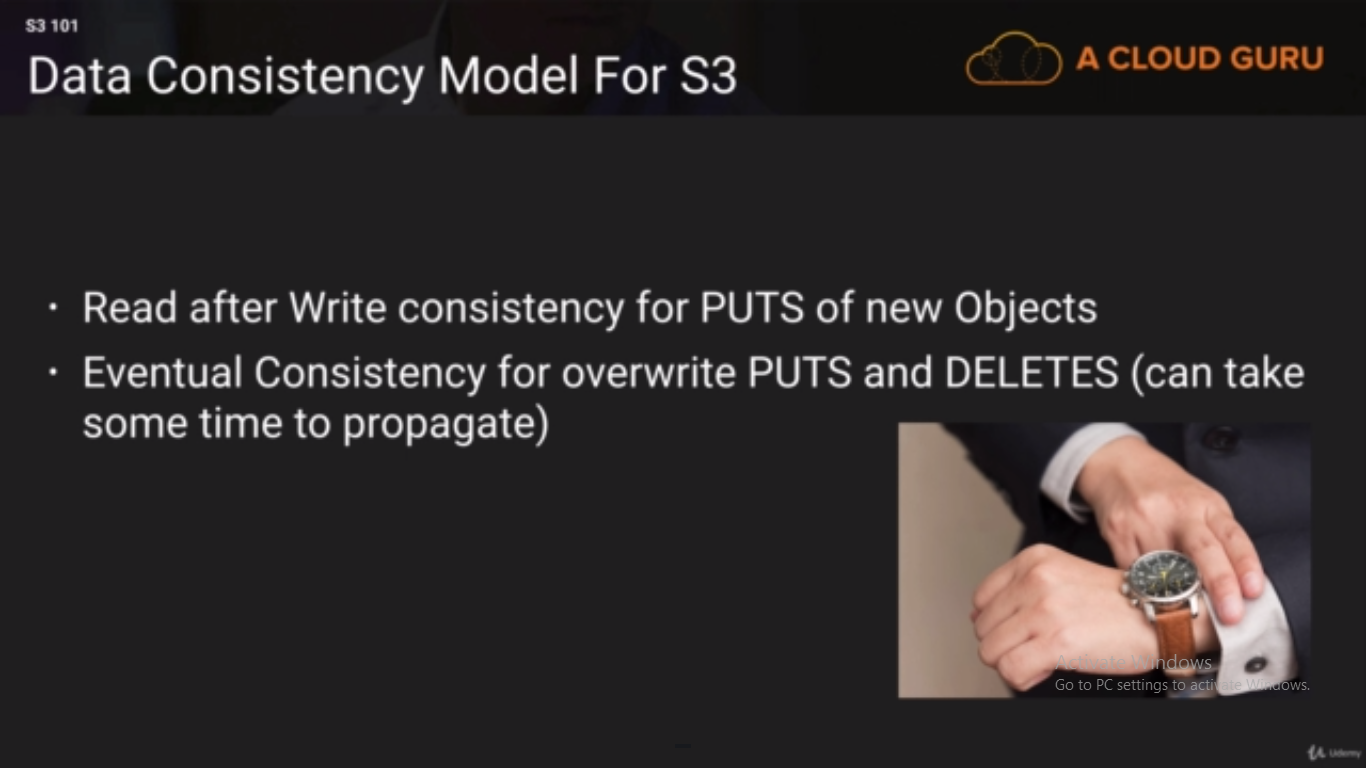 S3 101
Data Consistency Model For S3
A CLOUD GURU
• Read after Write consistency for PUTS of new Objects
• Eventual Consistency for overwrite PUTS and DELETES (can take
some time to propagate)
Activate Windows
Go to PC settings to activate Windows.
Udemy